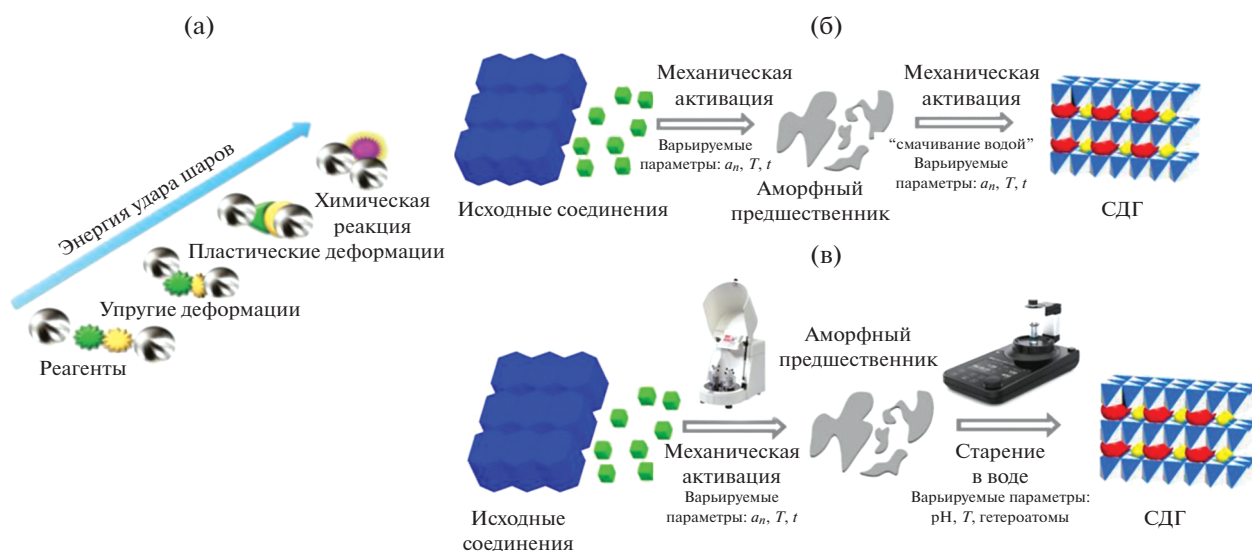 (а)
Энергия удара шаров
Химическая
реакция
Пластические деформации
Упругие деформации
Реагенты
(б)
Механическая
активация
Варьируемые
параметры: aₙ, T, t
Исходные соединения
Аморфный
предшественник
Механическая
активация
“смачивание водой”
Варьируемые
параметры: aₙ, T, t
СДГ
(в)
Исходные
соединения
Механическая
активация
Варьируемые
параметры: aₙ, T, t
Аморфный
предшественник
Старение
в воде
Варьируемые параметры:
pH, T, гетероатомы
СДГ